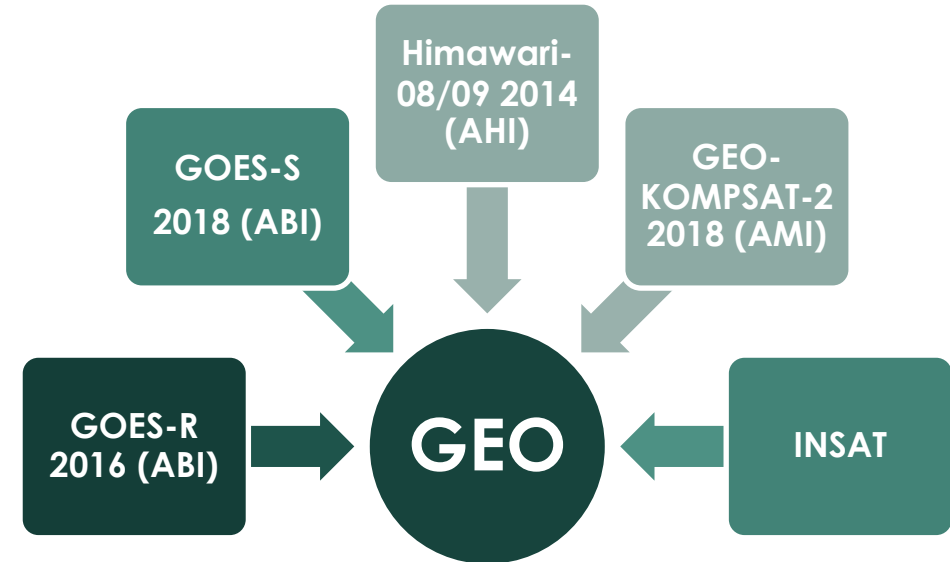 Himawari-
08/09 2014
(AHI)
GOES-S
2018 (ABI)
GEO-
KOMPSAT-2
2018 (AMI)
GOES-R
2016 (ABI)
GEO
INSAT